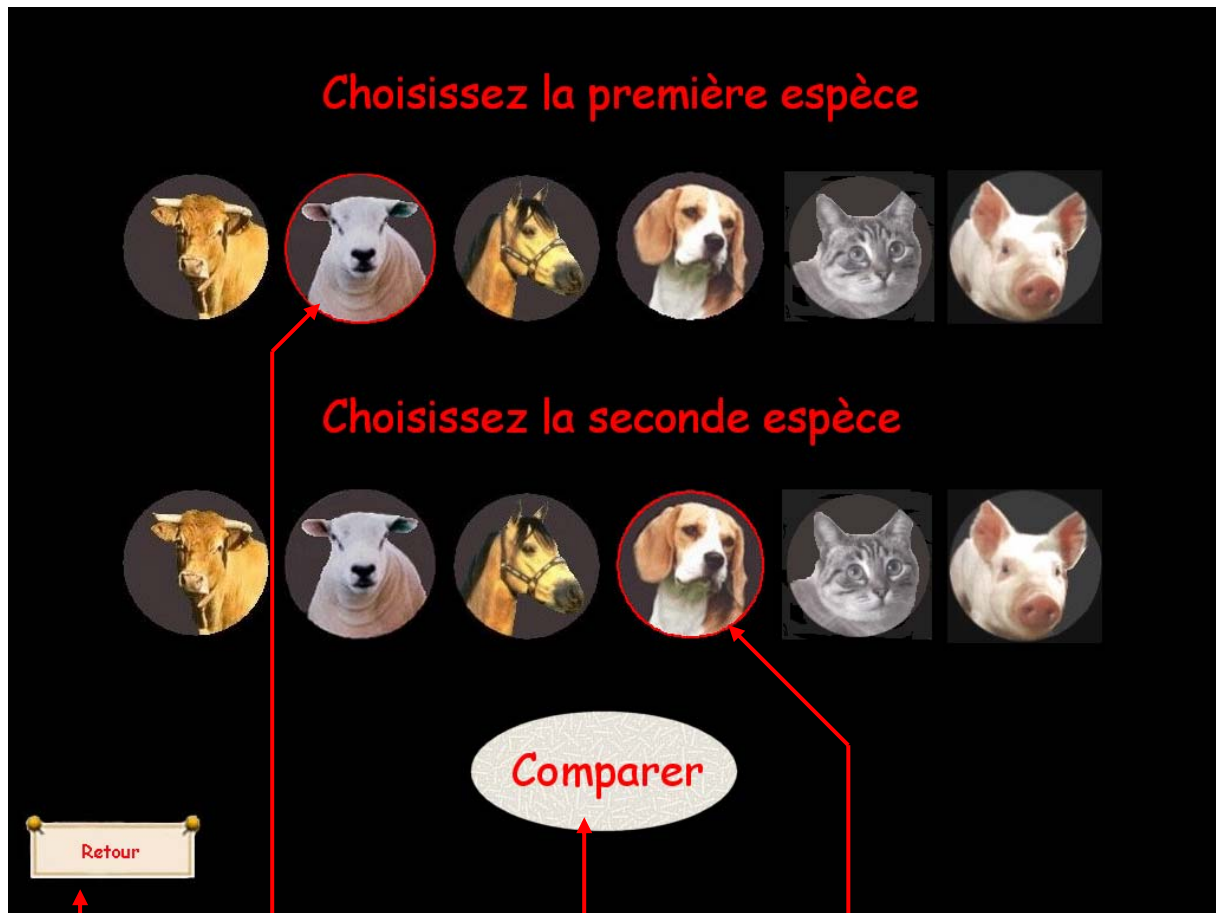 Choisissez la première espèce
Choisissez la seconde espèce
Comparer
Retour